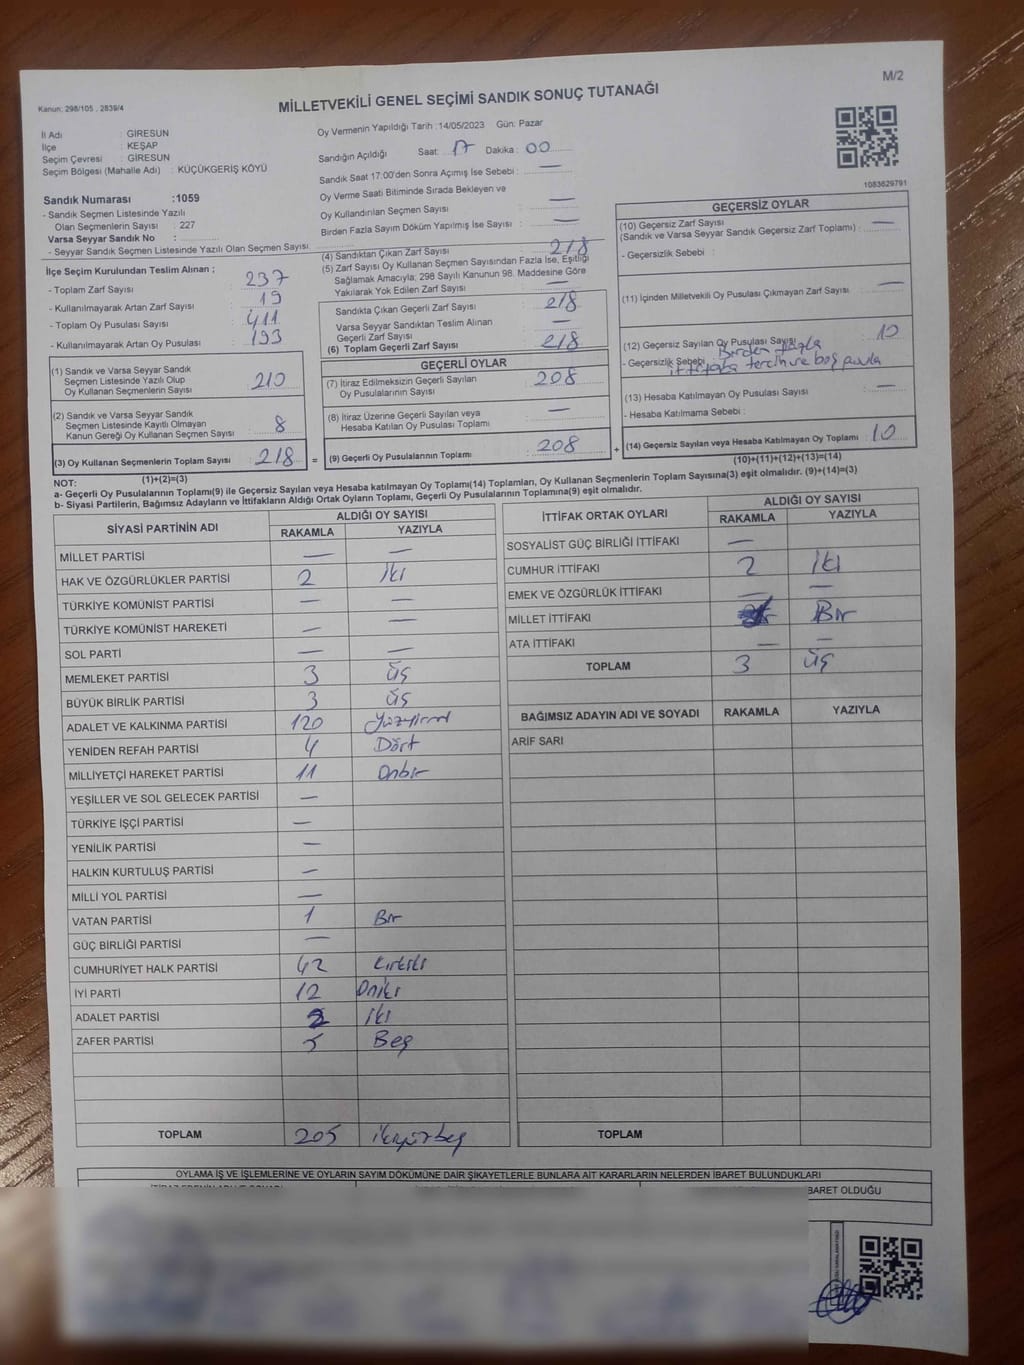 M/2
Kanun: 298/105 , 2839/4
MİLLETVEKİLİ GENEL SEÇİMİ SANDIK SONUÇ TUTANAĞI
İl Adı : GİRESUN
İlçe : KEŞAP
Seçim Çevresi : GİRESUN
Seçim Bölgesi (Mahalle Adı) : KÜÇÜKGERİŞ KÖYÜ
Sandık Numarası :1059
- Sandık Seçmen Listesinde Yazılı
Olan Seçmenlerin Sayısı : 227
Varsa Seyyar Sandık No :
- Seyyar Sandık Seçmen Listesinde Yazılı Olan Seçmen Sayısı.
Oy Vermenin Yapıldığı Tarih :14/05/2023 Gün: Pazar
Sandığın Açıldığı Saat: 17 Dakika : 00
Sandık Saat 17:00'den Sonra Açımış İse Sebebi : —
Oy Verme Saati Bitiminde Sırada Bekleyen ve
Oy Kullandırılan Seçmen Sayısı : —
Birden Fazla Sayım Döküm Yapılmış İse Sayısı : —
1083629791
İlçe Seçim Kurulundan Teslim Alınan ;
- Toplam Zarf Sayısı : 237
- Kullanılmayarak Artan Zarf Sayısı : 19
- Toplam Oy Pusulası Sayısı : 411
- Kullanılmayarak Artan Oy Pusulası : 193
(1) Sandık ve Varsa Seyyar Sandık
Seçmen Listesinde Yazılı Olup
Oy Kullanan Seçmenlerin Sayısı : 210
(2) Sandık ve Varsa Seyyar Sandık
Seçmen Listesinde Kayıtlı Olmayan
Kanun Gereği Oy Kullanan Seçmen Sayısı : 8
(3) Oy Kullanan Seçmenlerin Toplam Sayısı : 218 =
(1)+(2)=(3)
(4) Sandıktan Çıkan Zarf Sayısı : 218
(5) Zarf Sayısı Oy Kullanan Seçmen Sayısından Fazla İse, Eşitliği
Sağlamak Amacıyla; 298 Sayılı Kanunun 98. Maddesine Göre
Yakılarak Yok Edilen Zarf Sayısı : —
Sandıkta Çıkan Geçerli Zarf Sayısı : 218
Varsa Seyyar Sandıktan Teslim Alınan
Geçerli Zarf Sayısı : —
(6) Toplam Geçerli Zarf Sayısı : 218
GEÇERLİ OYLAR
(7) İtiraz Edilmeksizin Geçerli Sayılan
Oy Pusulalarının Sayısı : 208
(8) İtiraz Üzerine Geçerli Sayılan veya
Hesaba Katılan Oy Pusulası Toplamı : —
(9) Geçerli Oy Pusulalarının Toplamı : 208 +
GEÇERSİZ OYLAR
(10) Geçersiz Zarf Sayısı
(Sandık ve Varsa Seyyar Sandık Geçersiz Zarf Toplamı) : —
- Geçersizlik Sebebi :
(11) İçinden Milletvekili Oy Pusulası Çıkmayan Zarf Sayısı : —
(12) Geçersiz Sayılan Oy Pusulası Sayısı : 10
- Geçersizlik Sebebi : Birden fazla
ittifaka tercih ve boş pusula
(13) Hesaba Katılmayan Oy Pusulası Sayısı : —
- Hesaba Katılmama Sebebi :
(14) Geçersiz Sayılan veya Hesaba Katılmayan Oy Toplamı : 10
(10)+(11)+(12)+(13)=(14)
NOT:
a- Geçerli Oy Pusulalarının Toplamı(9) ile Geçersiz Sayılan veya Hesaba katılmayan Oy Toplamı(14) Toplamları, Oy Kullanan Seçmenlerin Toplam Sayısına(3) eşit olmalıdır. (9)+(14)=(3)
b- Siyasi Partilerin, Bağımsız Adayların ve İttifakların Aldığı Ortak Oyların Toplamı, Geçerli Oy Pusulalarının Toplamına(9) eşit olmalıdır.
SİYASİ PARTİNİN ADI ALDIĞI OY SAYISI
RAKAMLA YAZIYLA
MİLLET PARTİSİ — —
HAK VE ÖZGÜRLÜKLER PARTİSİ 2 İki
TÜRKİYE KOMÜNİST PARTİSİ — —
TÜRKİYE KOMÜNİST HAREKETİ — —
SOL PARTİ — —
MEMLEKET PARTİSİ 3 Üç
BÜYÜK BİRLİK PARTİSİ 3 Üç
ADALET VE KALKINMA PARTİSİ 120 Yüzyirmi
YENİDEN REFAH PARTİSİ 4 Dört
MİLLİYETÇİ HAREKET PARTİSİ 11 Onbir
YEŞİLLER VE SOL GELECEK PARTİSİ —
TÜRKİYE İŞÇİ PARTİSİ —
YENİLİK PARTİSİ —
HALKIN KURTULUŞ PARTİSİ —
MİLLİ YOL PARTİSİ —
VATAN PARTİSİ 1 Bir
GÜÇ BİRLİĞİ PARTİSİ —
CUMHURİYET HALK PARTİSİ 42 Kırkiki
İYİ PARTİ 12 Oniki
ADALET PARTİSİ 2 İki
ZAFER PARTİSİ 5 Beş
TOPLAM 205 ikiyüzbeş
İTTİFAK ORTAK OYLARI ALDIĞI OY SAYISI
RAKAMLA YAZIYLA
SOSYALİST GÜÇ BİRLİĞİ İTTİFAKI —
CUMHUR İTTİFAKI 2 İki
EMEK VE ÖZGÜRLÜK İTTİFAKI — —
MİLLET İTTİFAKI Bir
ATA İTTİFAKI — —
TOPLAM 3 Üç
BAĞIMSIZ ADAYIN ADI VE SOYADI RAKAMLA YAZIYLA
ARİF SARI
TOPLAM
OYLAMA İŞ VE İŞLEMLERİNE VE OYLARIN SAYIM DÖKÜMÜNE DAİR ŞİKAYETLERLE BUNLARA AİT KARARLARIN NELERDEN İBARET BULUNDUKLARI
BARET OLDUĞU